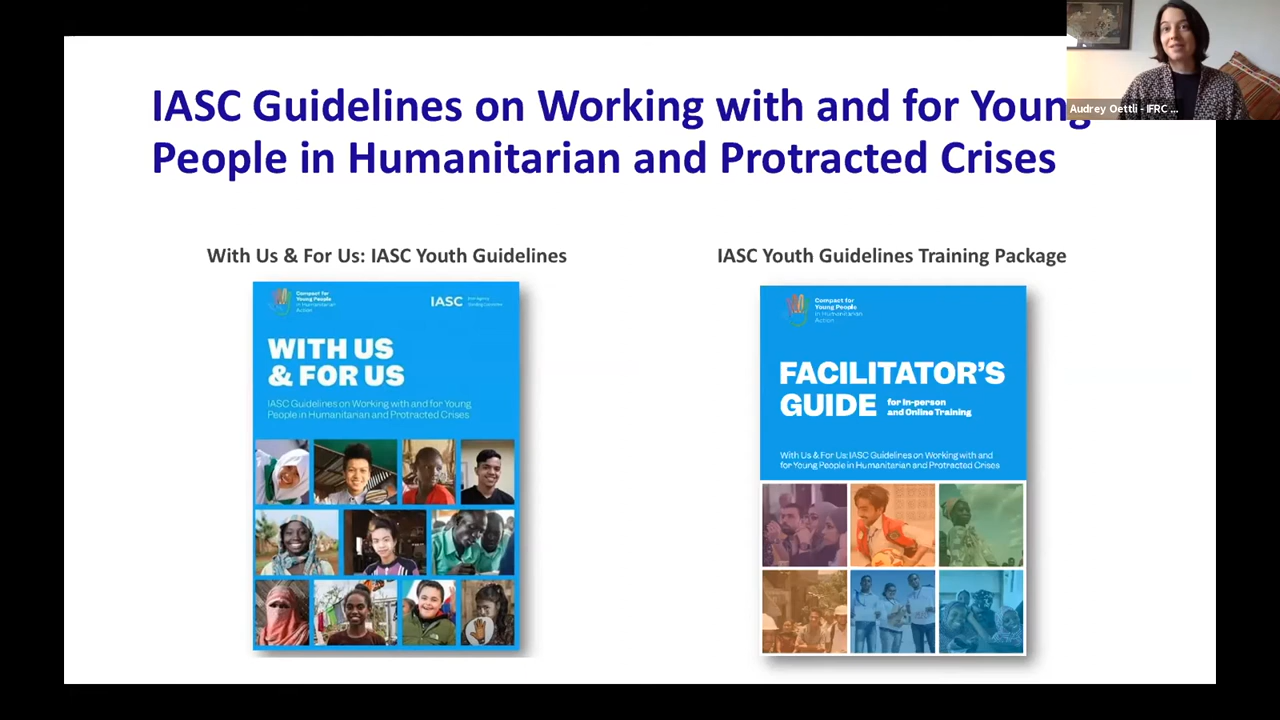 IASC Guidelines on Working with and for Young
People in Humanitarian and Protracted Crises
Audrey Oettli - IFRC ...
With Us & For Us: IASC Youth Guidelines
Compact for
Young People
in Humanitarian
Action
IASC
Inter-Agency
Standing Committee
WITH US
& FOR US
IASC Guidelines on Working with and for Young
People in Humanitarian and Protracted Crises
IASC Youth Guidelines Training Package
Compact for
Young People
in Humanitarian
Action
FACILITATOR'S
GUIDE for In-person
and Online Training
With Us & For Us: IASC Guidelines on Working with and
for Young People in Humanitarian and Protracted Crises